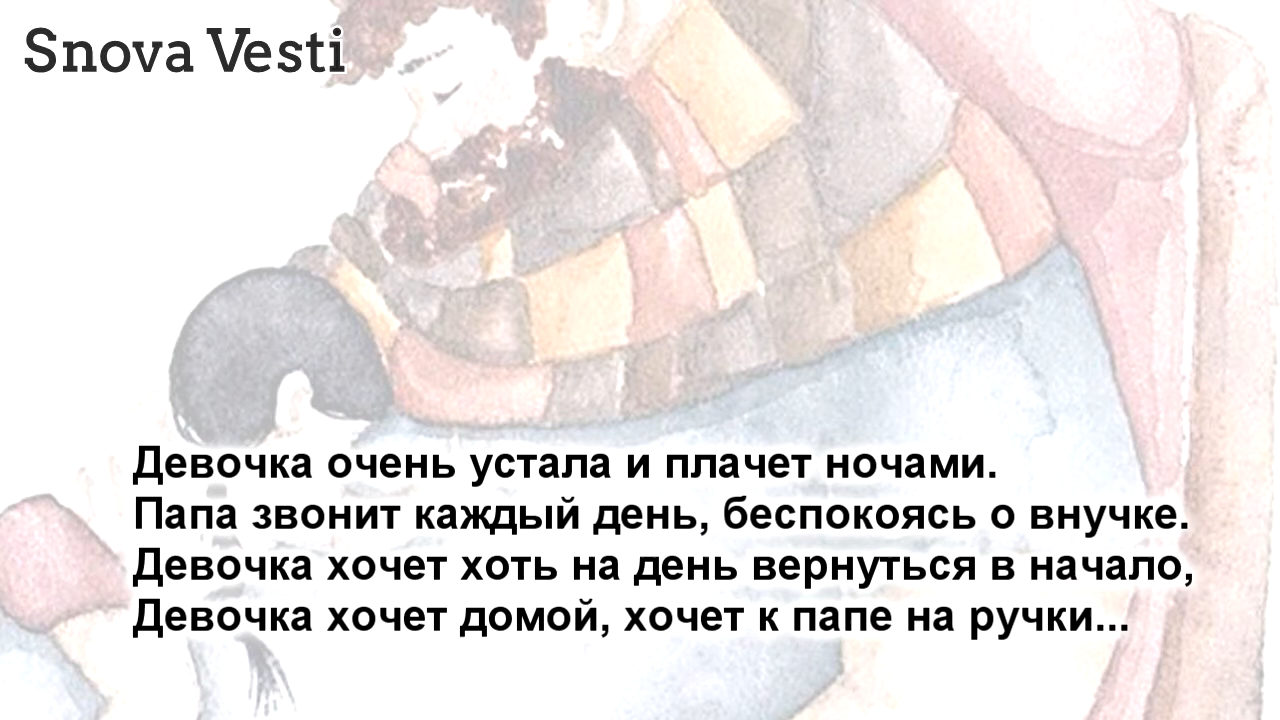 Snova Vesti
Девочка очень устала и плачет ночами.
Папа звонит каждый день, беспокоясь о внучке.
Девочка хочет хоть на день вернуться в начало,
Девочка хочет домой, хочет к папе на ручки...